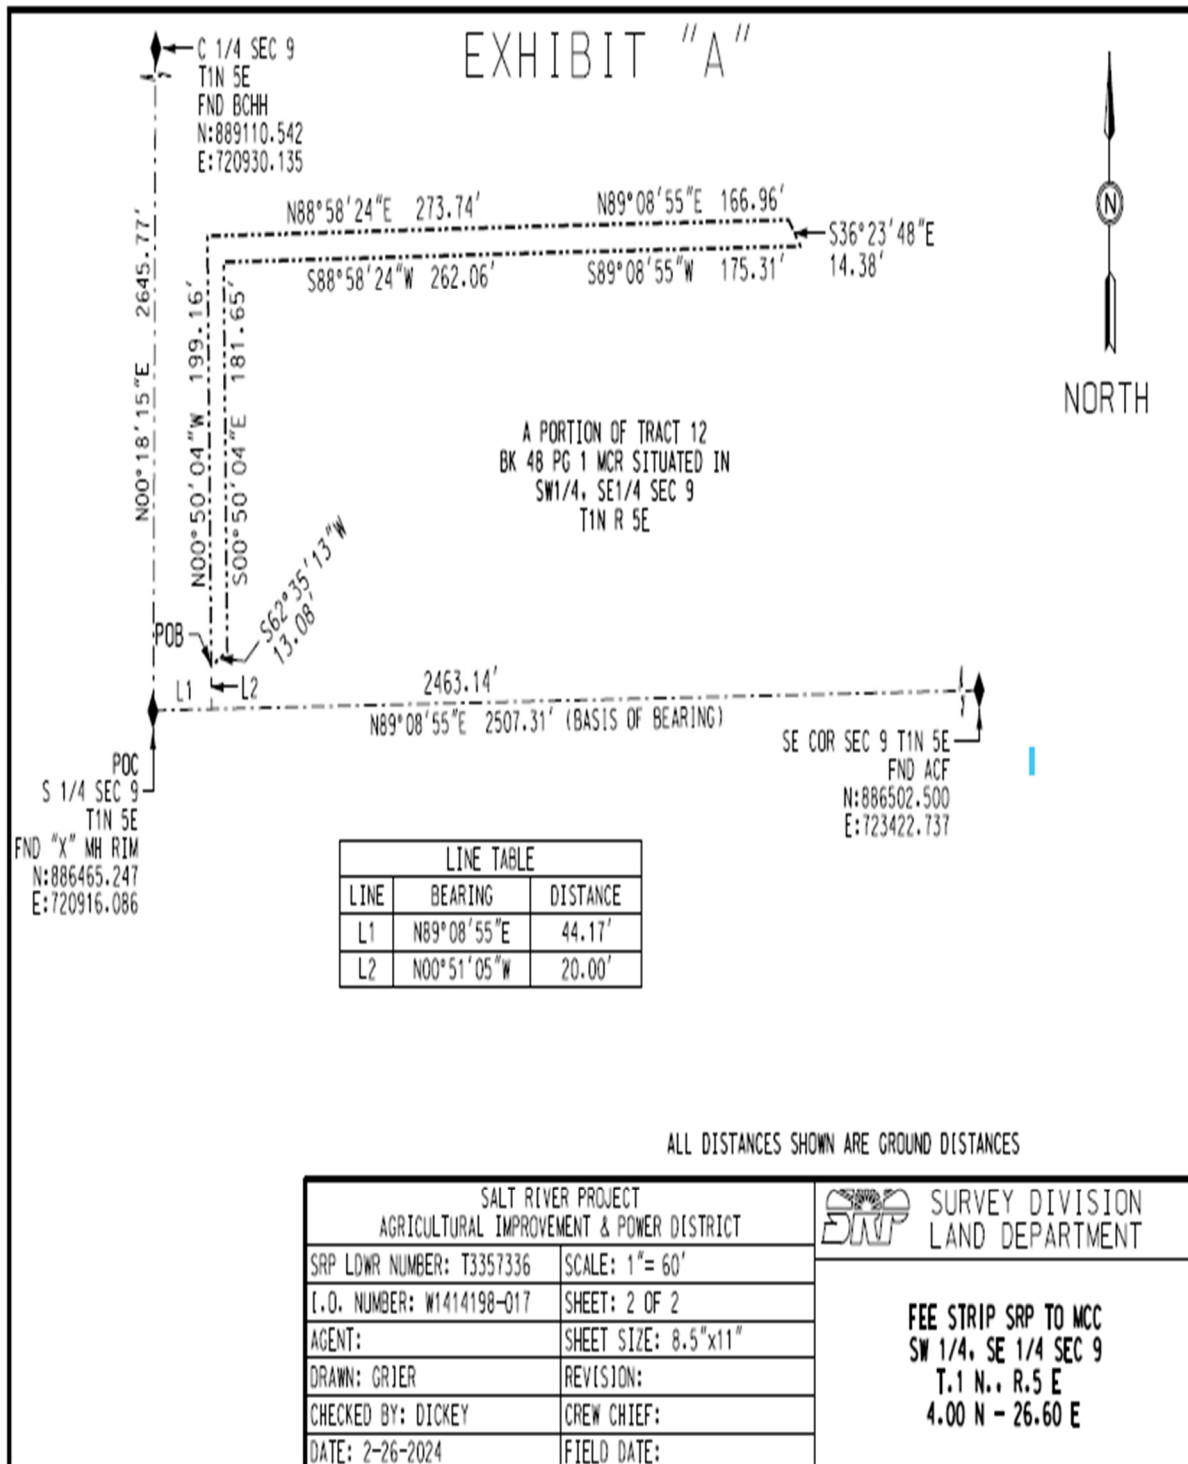 EXHIBIT "A"
C 1/4 SEC 9
T1N 5E
FND BCHH
N:889110.542
E:720930.135
N
NORTH
N88°58'24"E 273.74'
N89°08'55"E 166.96'
S36°23'48"E
14.38'
S88°58'24"W 262.06'
S89°08'55"W 175.31'
N00°18'15"E 2645.77'
N00°50'04"W 199.16'
S00°50'04"E 181.65'
A PORTION OF TRACT 12
BK 48 PG 1 MCR SITUATED IN
SW1/4, SE1/4 SEC 9
T1N R 5E
S62°35'13"W
13.08'
POB
L1
L2
2463.14'
N89°08'55"E 2507.31' (BASIS OF BEARING)
POC
S 1/4 SEC 9
T1N 5E
FND "X" MH RIM
N:886465.247
E:720916.086
SE COR SEC 9 T1N 5E
FND ACF
N:886502.500
E:723422.737
LINE TABLE
LINE BEARING DISTANCE
L1 N89°08'55"E 44.17'
L2 N00°51'05"W 20.00'
ALL DISTANCES SHOWN ARE GROUND DISTANCES
SALT RIVER PROJECT
AGRICULTURAL IMPROVEMENT & POWER DISTRICT
SRP LDWR NUMBER: T3357336 SCALE: 1"= 60'
I.O. NUMBER: W1414198-017 SHEET: 2 OF 2
AGENT: SHEET SIZE: 8.5"x11"
DRAWN: GRIER REVISION:
CHECKED BY: DICKEY CREW CHIEF:
DATE: 2-26-2024 FIELD DATE:
SRP
SURVEY DIVISION
LAND DEPARTMENT
FEE STRIP SRP TO MCC
SW 1/4, SE 1/4 SEC 9
T.1 N., R.5 E
4.00 N - 26.60 E